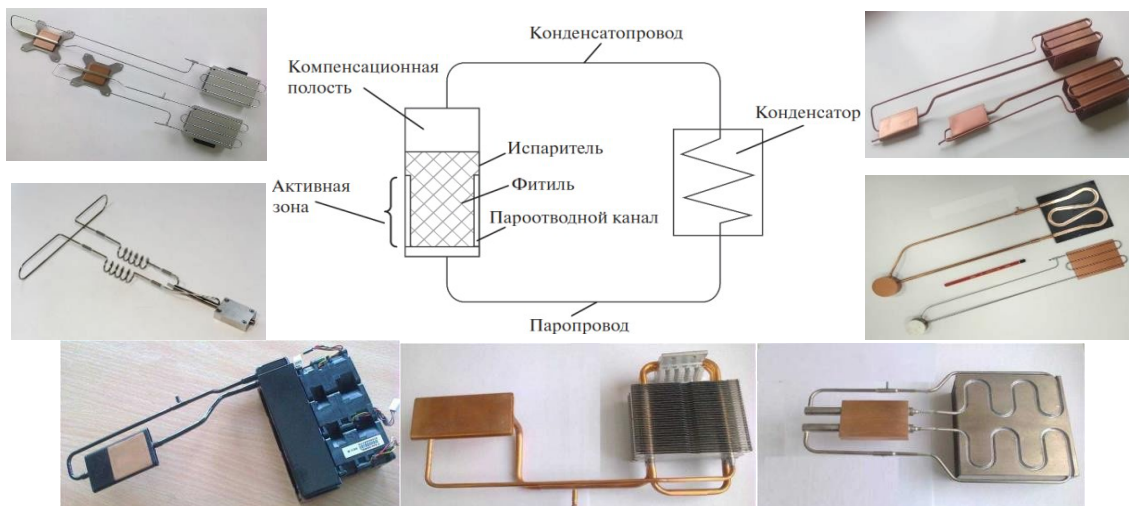 Конденсатопровод
Компенсационная
полость
Конденсатор
Испаритель
Активная
зона
Фитиль
Пароотводной канал
Паропровод